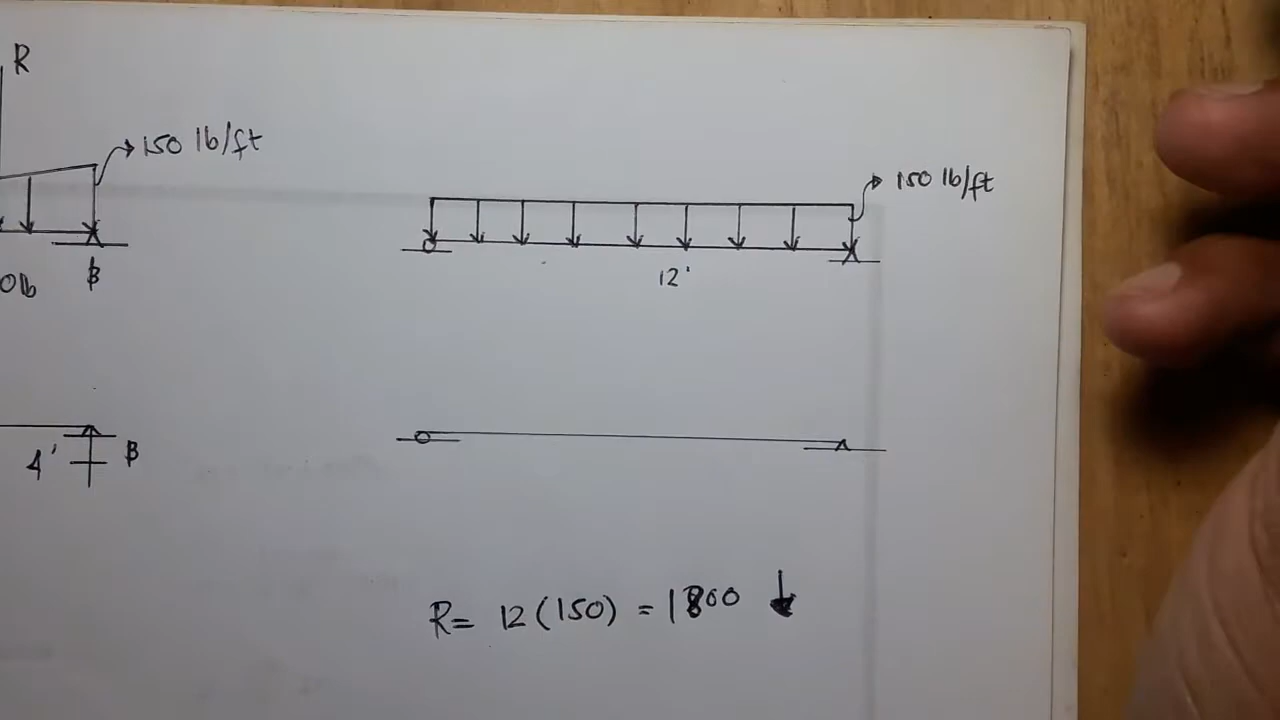 R
150 lb/ft
0lb
B
4'
B
150 lb/ft
12'
R= 12(150) = 1800